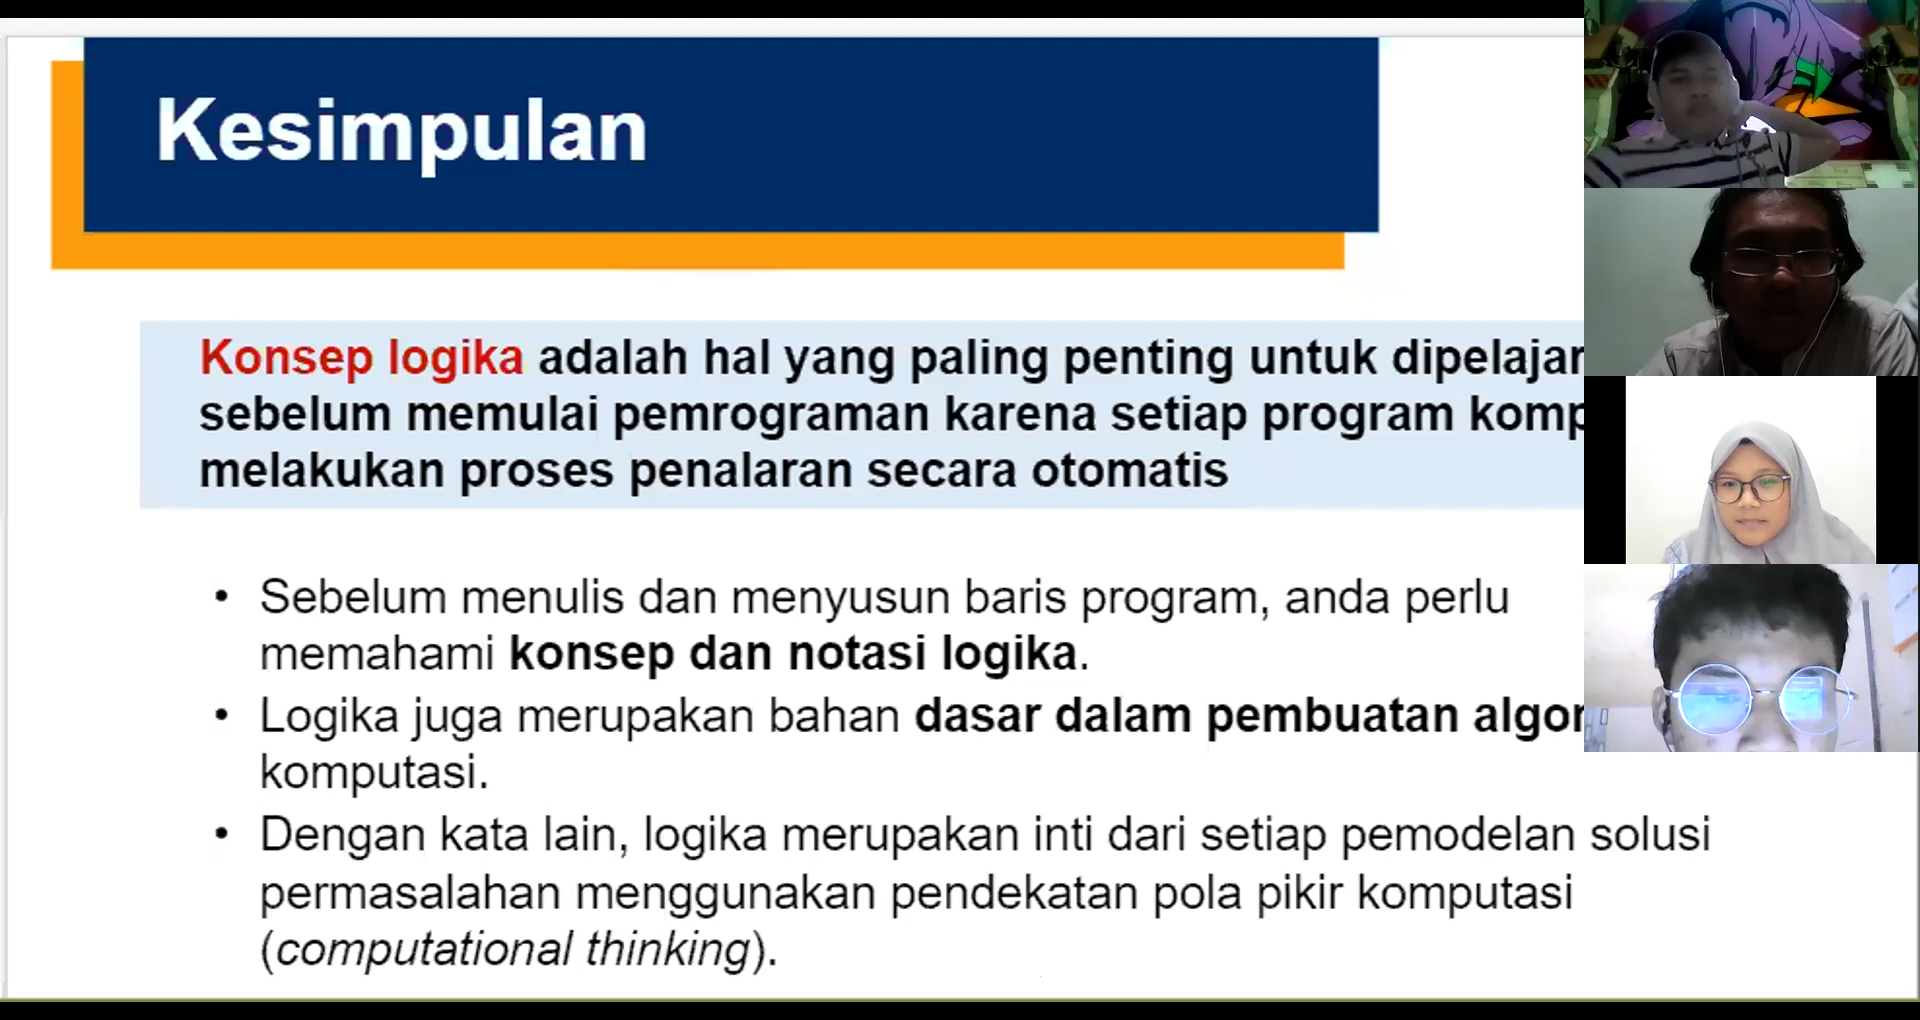 Kesimpulan
Konsep logika adalah hal yang paling penting untuk
sebelum memulai pemrograman karena setiap program
melakukan proses penalaran secara otomatis
• Sebelum menulis dan menyusun baris program, anda perlu
memahami konsep dan notasi logika.
• Logika juga merupakan bahan dasar dalam pembuatan
komputasi.
• Dengan kata lain, logika merupakan inti dari setiap pemodelan solusi
permasalahan menggunakan pendekatan pola pikir komputasi
(computational thinking).